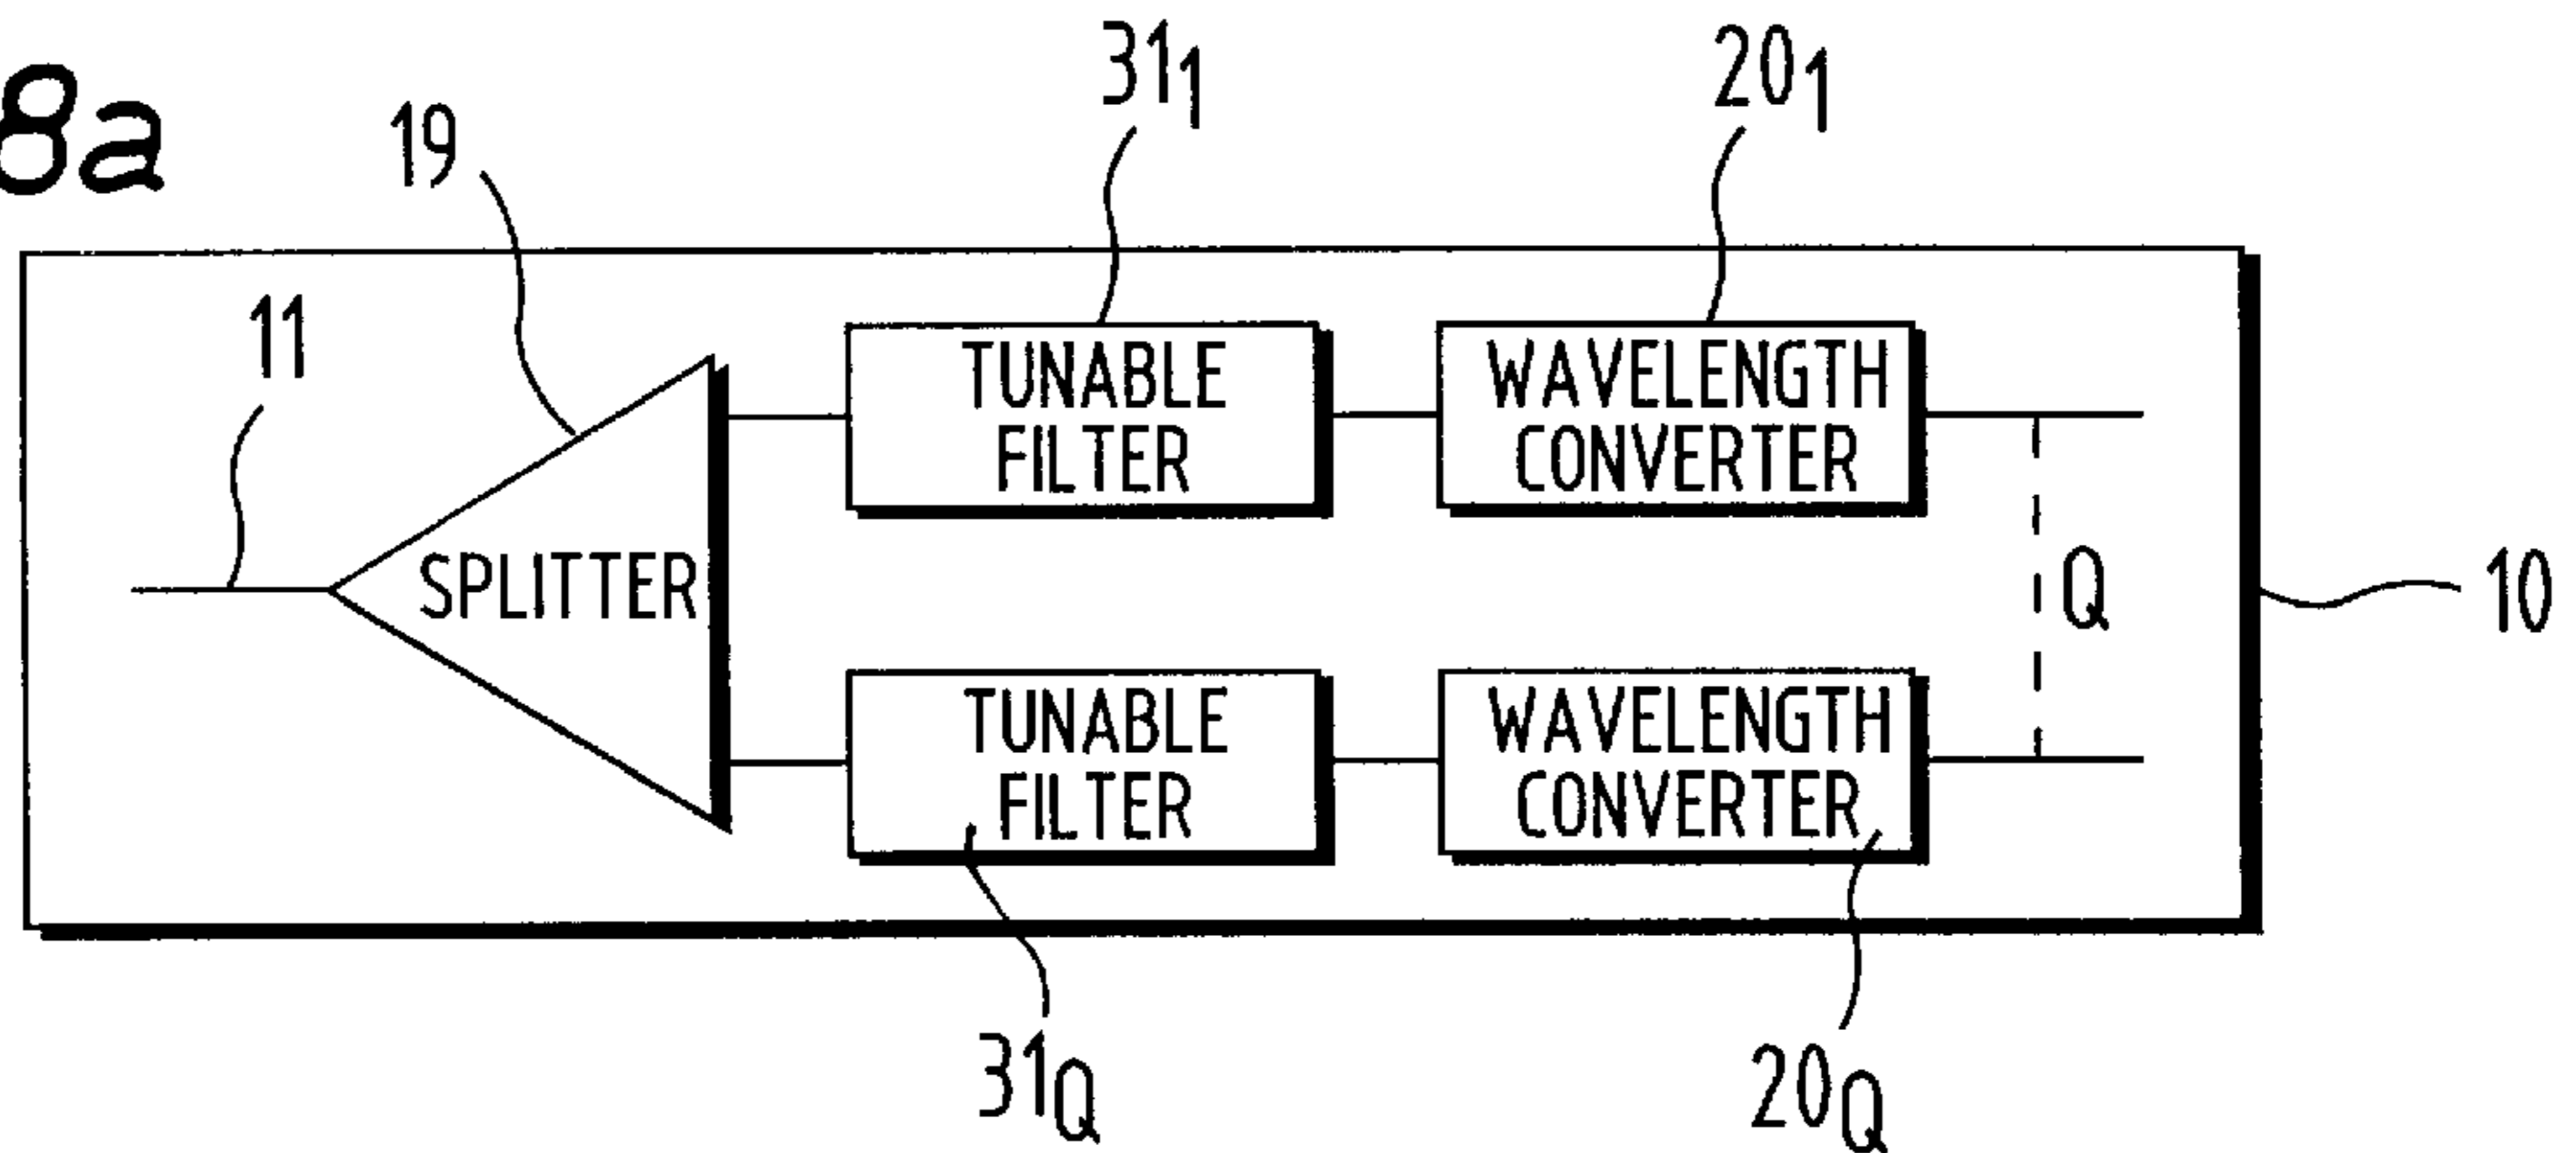 8a
19
31₁
20₁
11
TUNABLE
FILTER
WAVELENGTH
CONVERTER
SPLITTER
Q
10
TUNABLE
FILTER
WAVELENGTH
CONVERTER
31Q
20Q